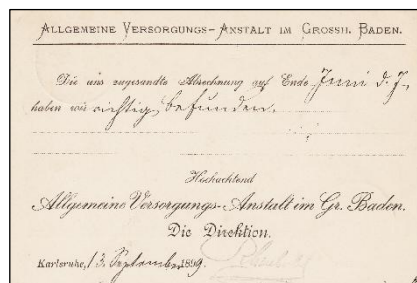 ALLGEMEINE VERSORGUNGS-ANSTALT IM GROSSH. BADEN.
Die uns zugesandte Abrechnung auf Ende Juni d. J.
haben wir richtig befunden.
Hochachtend
Allgemeine Versorgungs-Anstalt im Gr. Baden.
Die Direktion.
Karlsruhe, 13. September 1899.